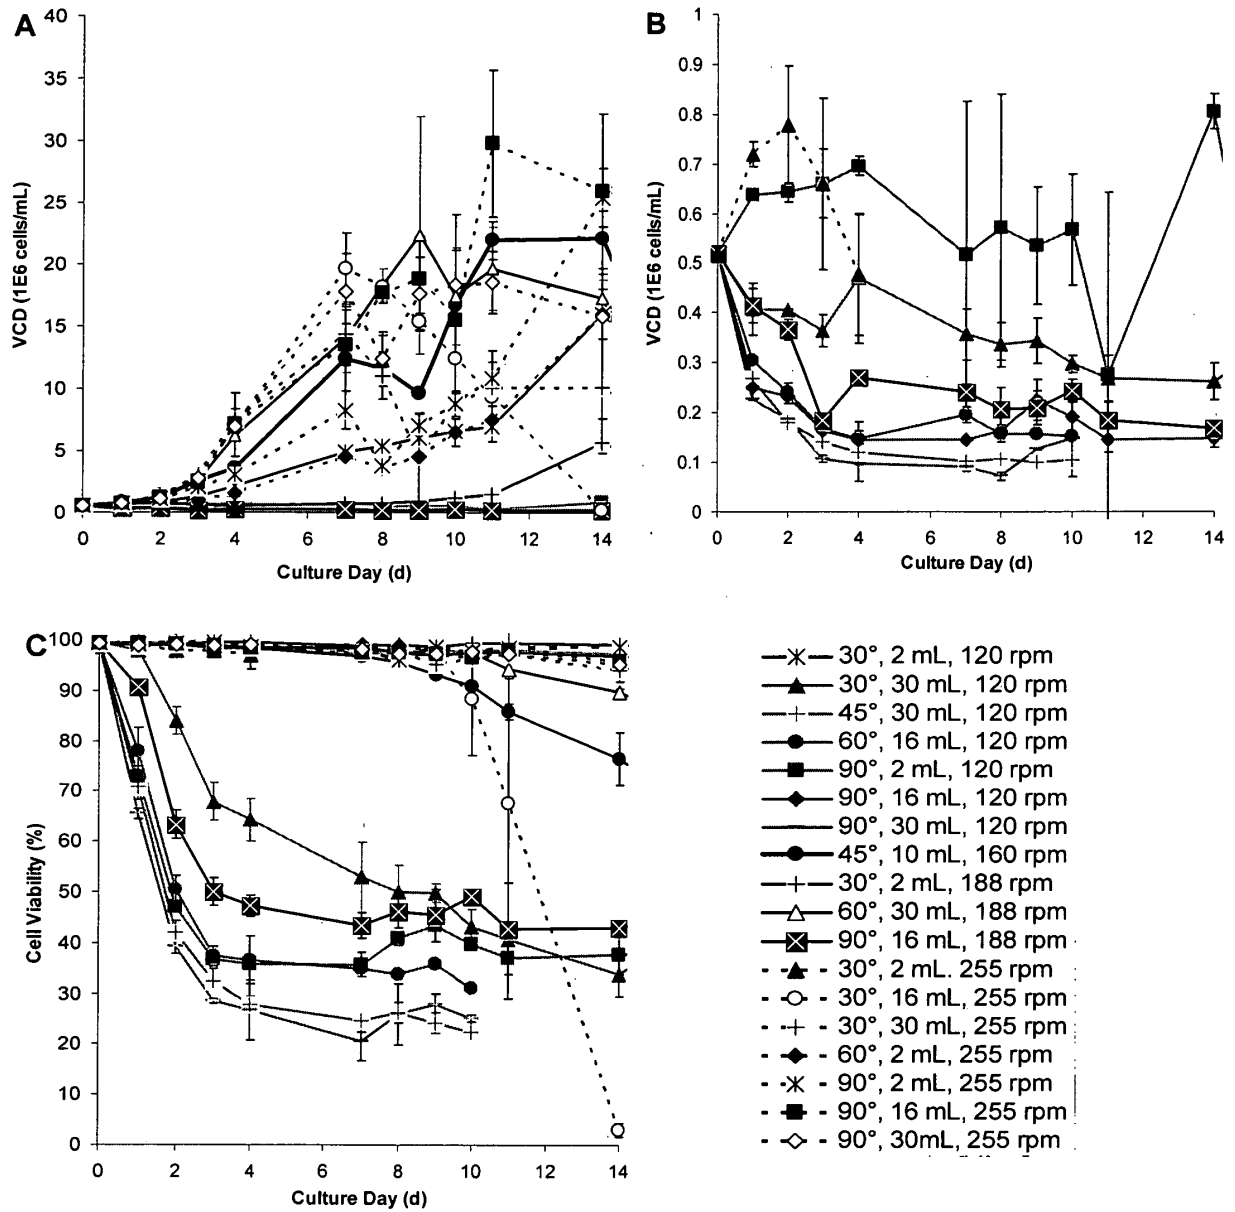 A
40
35
30
25
20
15
10
5
0
VCD (1E6 cells/mL)
0 2 4 6 8 10 12 14
Culture Day (d)
B
1
0.9
0.8
0.7
0.6
0.5
0.4
0.3
0.2
0.1
0
VCD (1E6 cells/mL)
0 2 4 6 8 10 12 14
Culture Day (d)
C
100
90
80
70
60
50
40
30
20
10
0
Cell Viability (%)
0 2 4 6 8 10 12 14
Culture Day (d)
30°, 2 mL, 120 rpm
30°, 30 mL, 120 rpm
45°, 30 mL, 120 rpm
60°, 16 mL, 120 rpm
90°, 2 mL, 120 rpm
90°, 16 mL, 120 rpm
90°, 30 mL, 120 rpm
45°, 10 mL, 160 rpm
30°, 2 mL, 188 rpm
60°, 30 mL, 188 rpm
90°, 16 mL, 188 rpm
30°, 2 mL. 255 rpm
30°, 16 mL, 255 rpm
30°, 30 mL, 255 rpm
60°, 2 mL, 255 rpm
90°, 2 mL, 255 rpm
90°, 16 mL, 255 rpm
90°, 30mL, 255 rpm